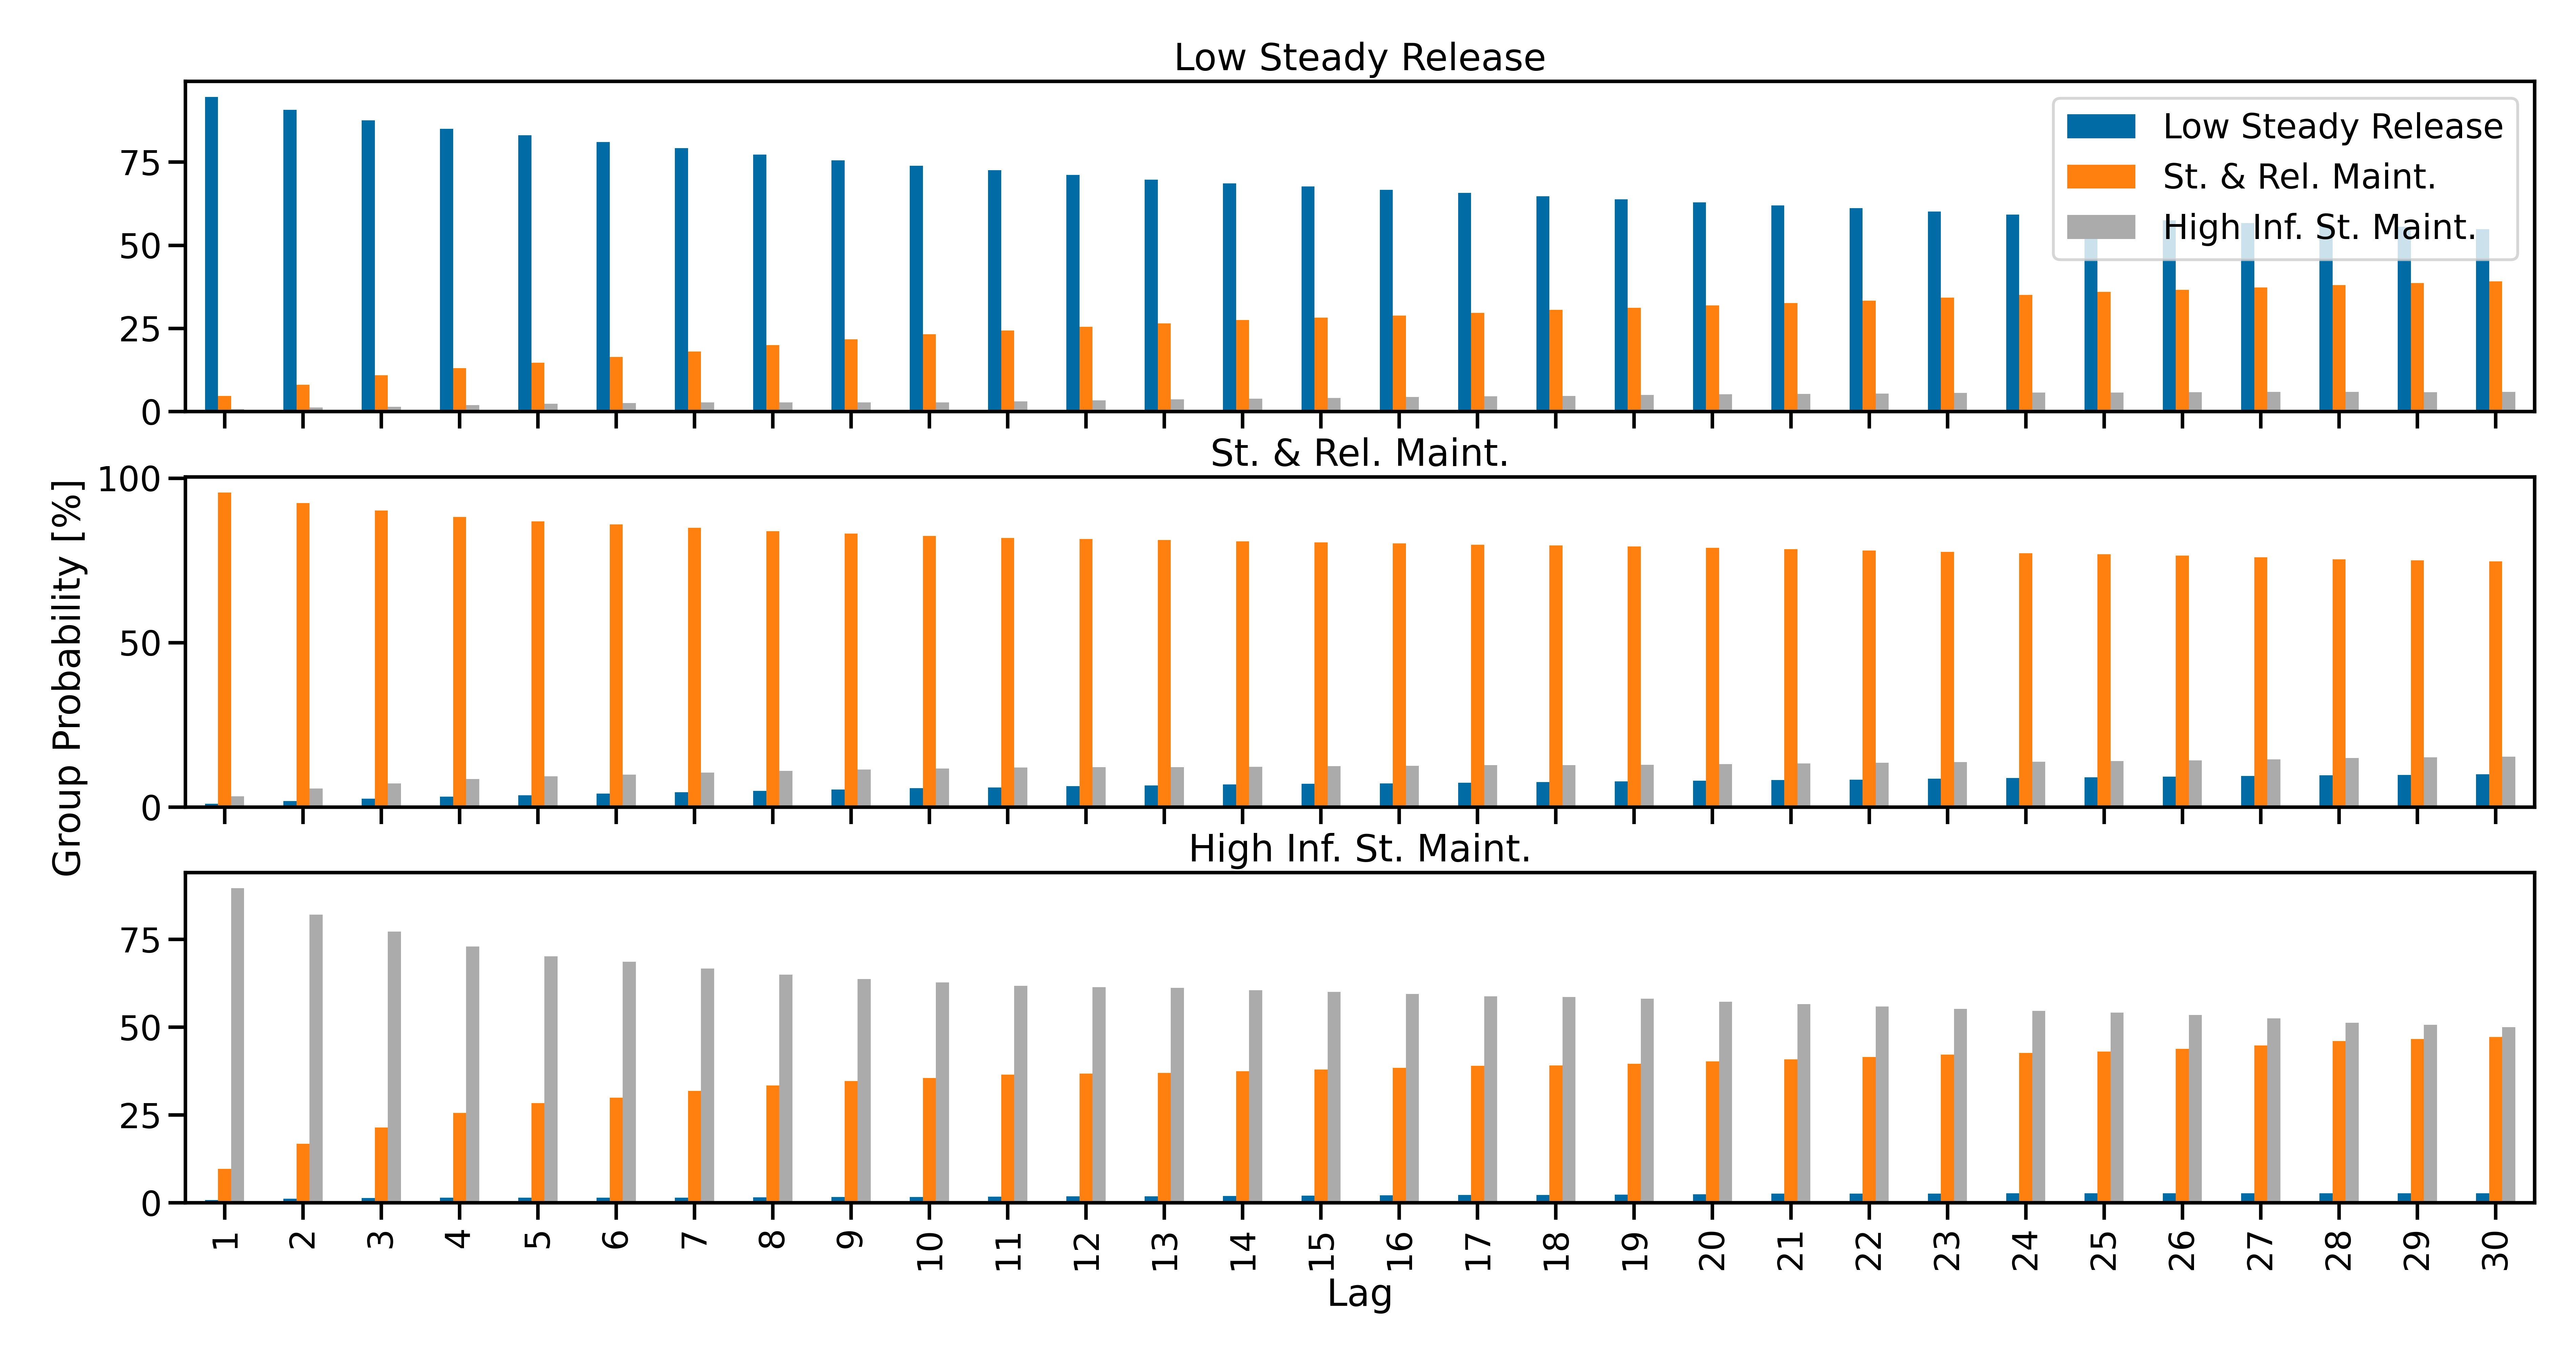 Low Steady Release
Low Steady Release
St. & Rel. Maint.
High Inf. St. Maint.
75
50
25
0
St. & Rel. Maint.
100
50
0
Group Probability [%]
High Inf. St. Maint.
75
50
25
0
1 2 3 4 5 6 7 8 9 10 11 12 13 14 15 16 17 18 19 20 21 22 23 24 25 26 27 28 29 30
Lag